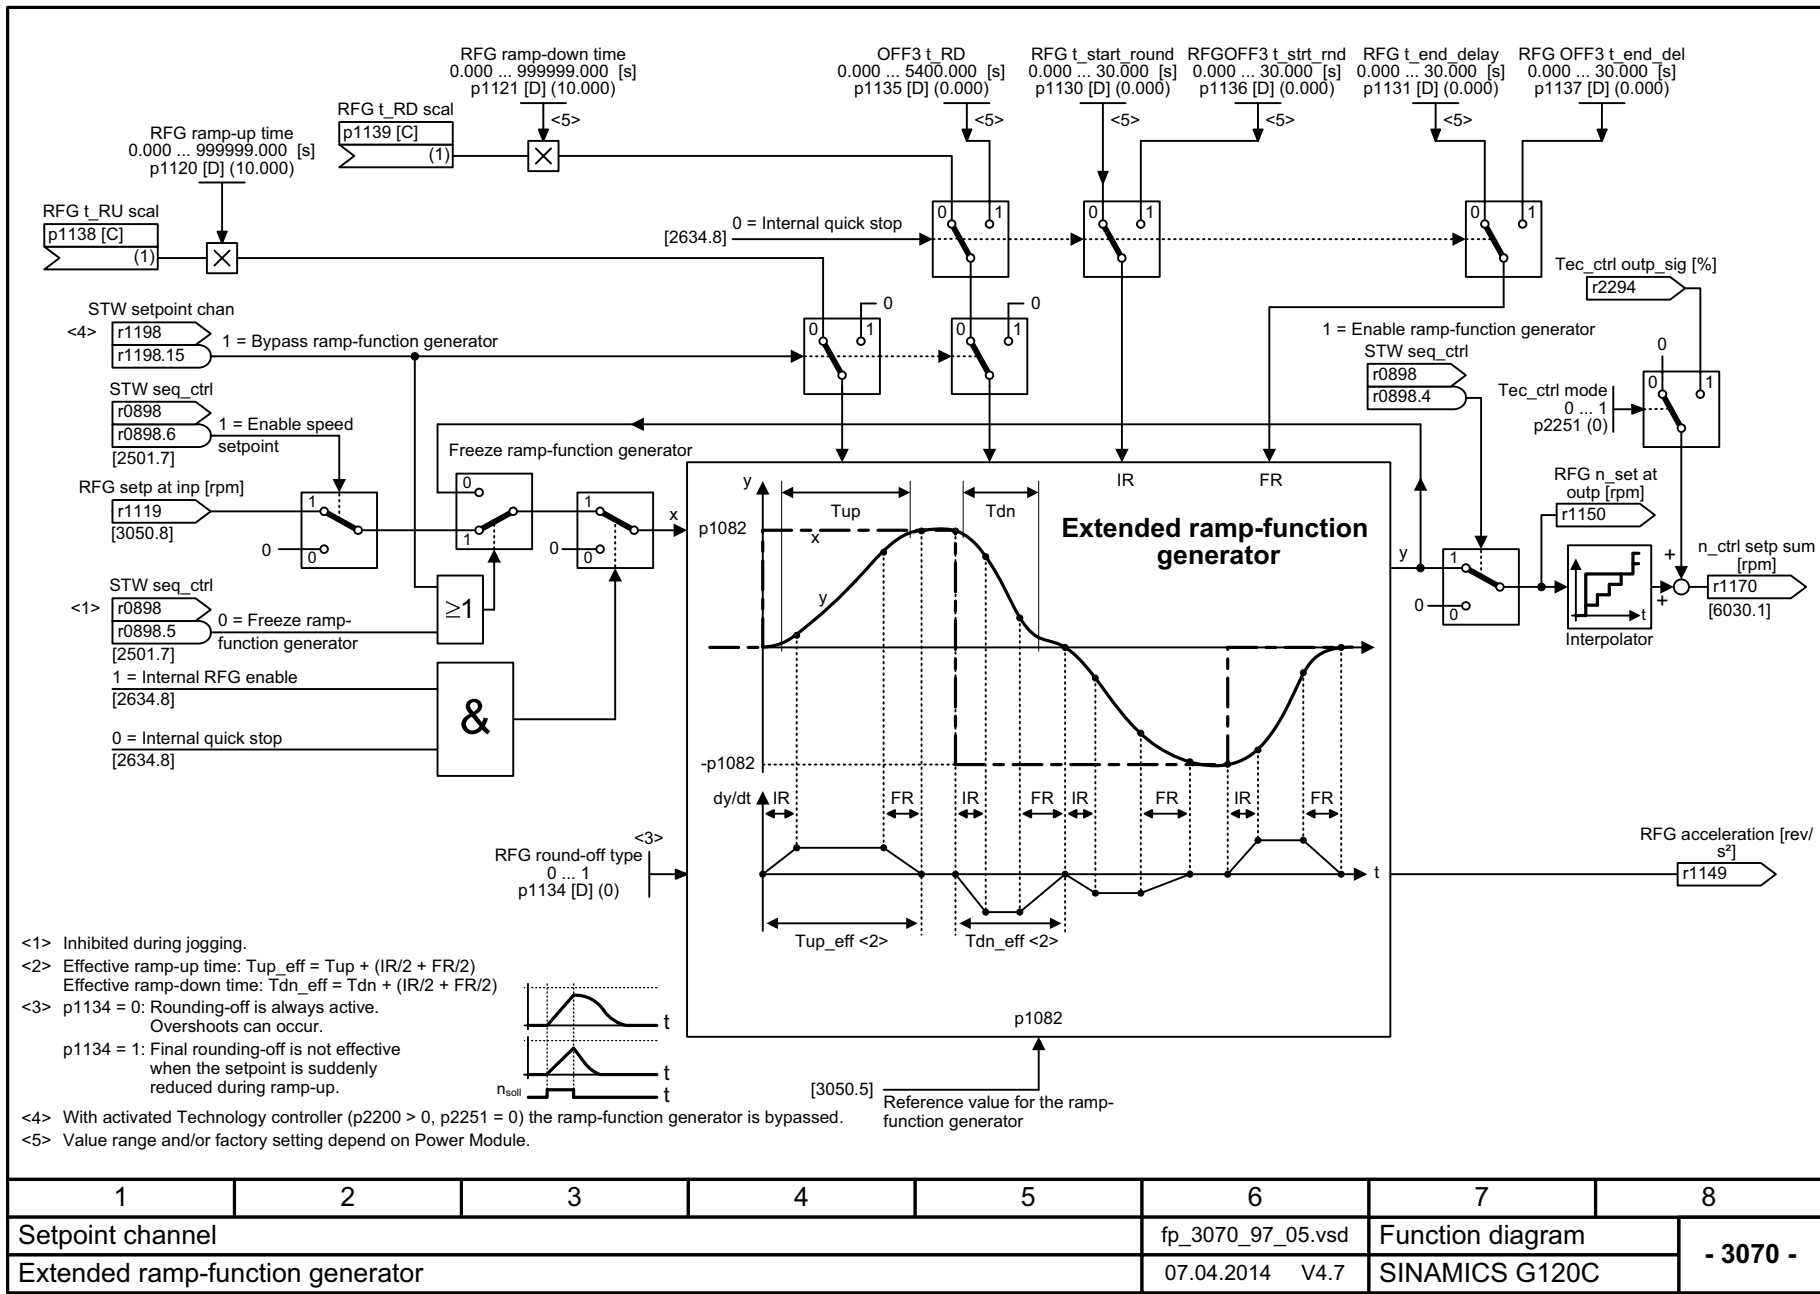 RFG ramp-down time
0.000 ... 999999.000 [s]
p1121 [D] (10.000)
<5>
OFF3 t_RD
0.000 ... 5400.000 [s]
p1135 [D] (0.000)
<5>
RFG t_start_round
0.000 ... 30.000 [s]
p1130 [D] (0.000)
<5>
RFGOFF3 t_strt_rnd
0.000 ... 30.000 [s]
p1136 [D] (0.000)
<5>
RFG t_end_delay
0.000 ... 30.000 [s]
p1131 [D] (0.000)
<5>
RFG OFF3 t_end_del
0.000 ... 30.000 [s]
p1137 [D] (0.000)
RFG t_RD scal
p1139 [C]
(1)
RFG ramp-up time
0.000 ... 999999.000 [s]
p1120 [D] (10.000)
RFG t_RU scal
p1138 [C]
(1)
0 = Internal quick stop
[2634.8]
0 1
0 1
0 1
STW setpoint chan
<4>
r1198
r1198.15
1 = Bypass ramp-function generator
0
0 1
0
0 1
Tec_ctrl outp_sig [%]
r2294
1 = Enable ramp-function generator
STW seq_ctrl
r0898
r0898.4
0
0 1
Tec_ctrl mode
0 ... 1
p2251 (0)
STW seq_ctrl
r0898
r0898.6
[2501.7]
1 = Enable speed
setpoint
Freeze ramp-function generator
RFG setp at inp [rpm]
r1119
[3050.8]
1
0
0
0
1
1
0
0
x
STW seq_ctrl
<1>
r0898
r0898.5
[2501.7]
0 = Freeze ramp-
function generator
≥1
1 = Internal RFG enable
[2634.8]
0 = Internal quick stop
[2634.8]
&
IR
FR
y
Tup
Tdn
p1082
x
y
-p1082
Extended ramp-function
generator
dy/dt
IR
FR
IR
FR
IR
FR
IR
FR
t
Tup_eff <2>
Tdn_eff <2>
p1082
y
1
0
0
RFG n_set at
outp [rpm]
r1150
t
Interpolator
+
+
n_ctrl setp sum
[rpm]
r1170
[6030.1]
<3>
RFG round-off type
0 ... 1
p1134 [D] (0)
RFG acceleration [rev/
s²]
r1149
<1> Inhibited during jogging.
<2> Effective ramp-up time: Tup_eff = Tup + (IR/2 + FR/2)
Effective ramp-down time: Tdn_eff = Tdn + (IR/2 + FR/2)
<3> p1134 = 0: Rounding-off is always active.
Overshoots can occur.
p1134 = 1: Final rounding-off is not effective
when the setpoint is suddenly
reduced during ramp-up.
t
t
n_soll
t
[3050.5]
Reference value for the ramp-
function generator
<4> With activated Technology controller (p2200 > 0, p2251 = 0) the ramp-function generator is bypassed.
<5> Value range and/or factory setting depend on Power Module.
1 2 3 4 5 6 7 8
Setpoint channel
fp_3070_97_05.vsd
Function diagram
- 3070 -
Extended ramp-function generator
07.04.2014 V4.7
SINAMICS G120C